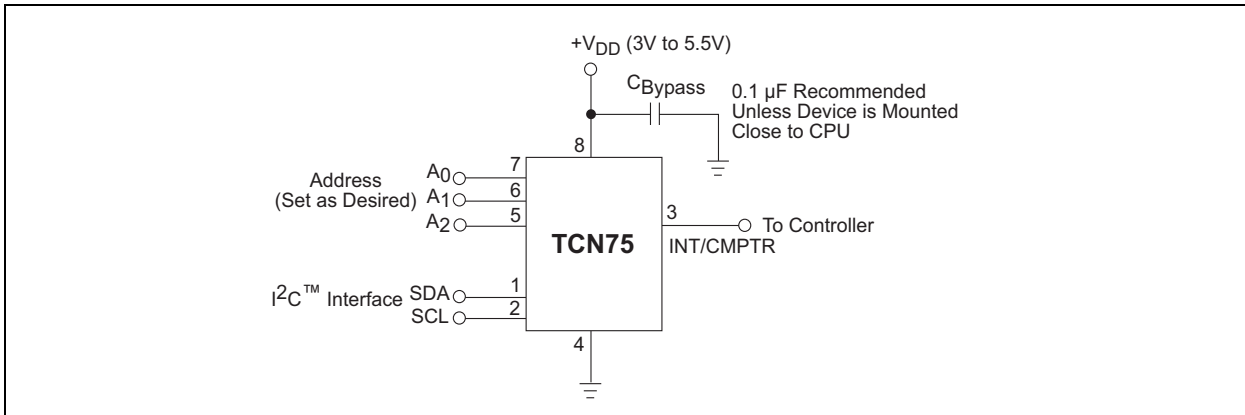 +VDD (3V to 5.5V)
CBypass
0.1 µF Recommended
Unless Device is Mounted
Close to CPU
8
Address
(Set as Desired)
A0
7
A1
6
A2
5
TCN75
3
To Controller
INT/CMPTR
I2C™ Interface
SDA
1
SCL
2
4